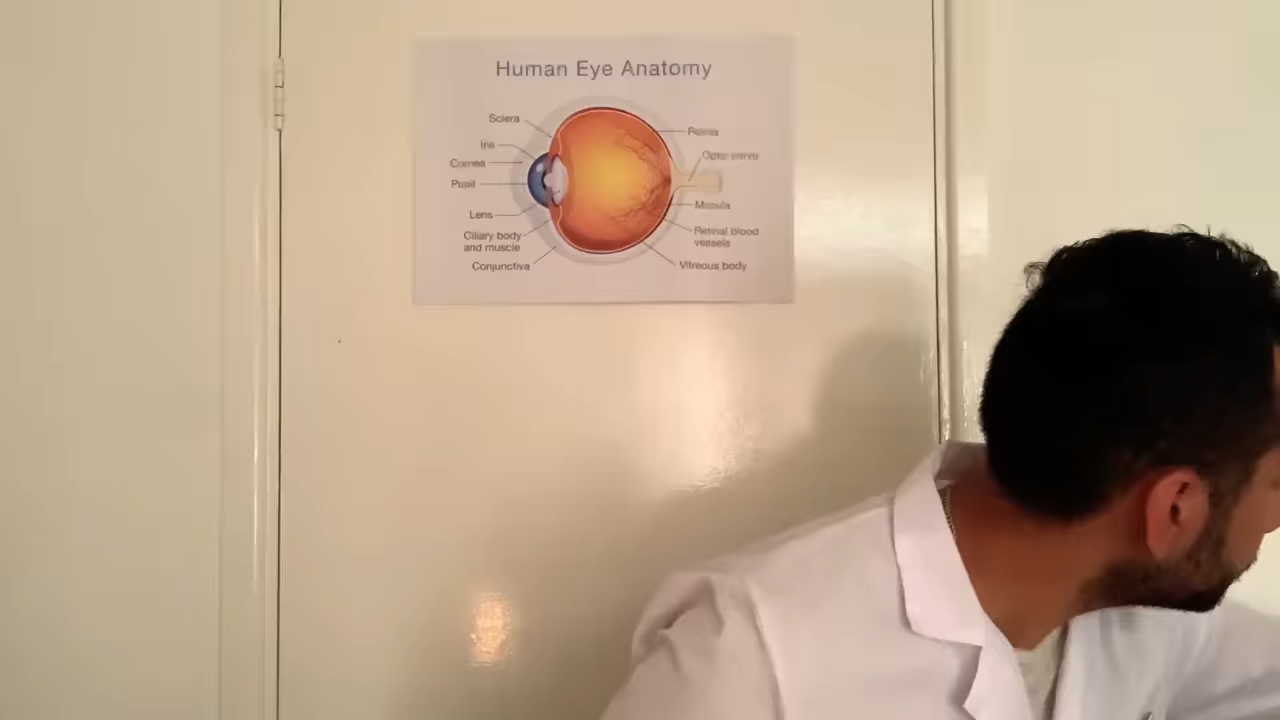 Human Eye Anatomy
Sclera
Iris
Cornea
Pupil
Lens
Ciliary body
and muscle
Conjunctiva
Retina
Optic nerve
Macula
Retinal blood
vessels
Vitreous body